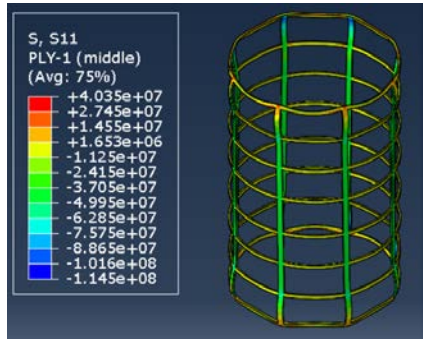 S, S11
PLY-1 (middle)
(Avg: 75%)
+4.035e+07
+2.745e+07
+1.455e+07
+1.653e+06
-1.125e+07
-2.415e+07
-3.705e+07
-4.995e+07
-6.285e+07
-7.575e+07
-8.865e+07
-1.016e+08
-1.145e+08